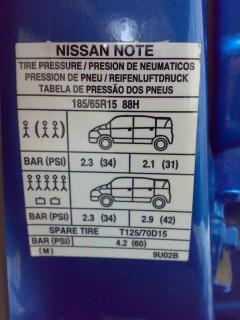 NISSAN NOTE
TIRE PRESSURE / PRESION DE NEUMATICOS
PRESSION DE PNEU / REIFENLUFTDRUCK
TABELA DE PRESSÃO DOS PNEUS
185/65R15 88H
BAR (PSI) 2.3 (34) 2.1 (31)
BAR (PSI) 2.3 (34) 2.9 (42)
SPARE TIRE T125/70D15
BAR (PSI) 4.2 (60)
(M) 9U02B